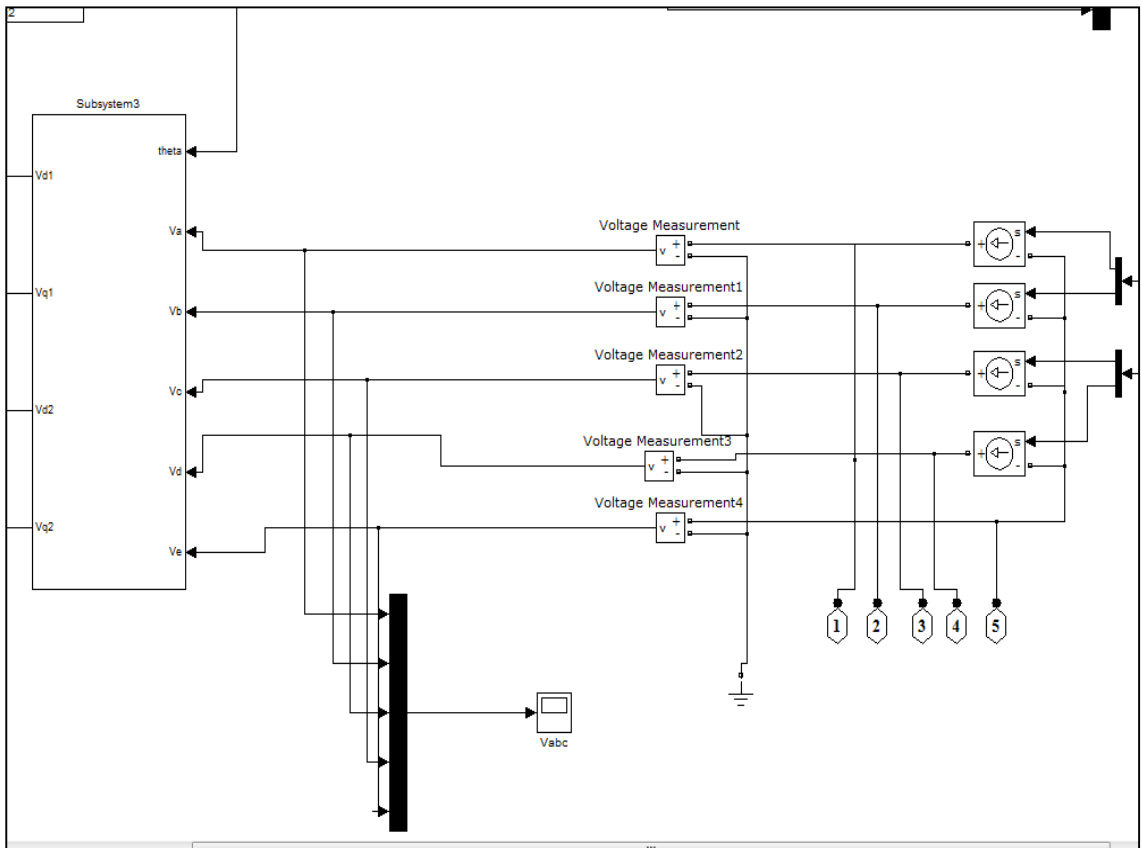 2
Subsystem3
theta
Vd1
Va
Vq1
Vb
Vc
Vd2
Vd
Vq2
Ve
Voltage Measurement
v + -
Voltage Measurement1
v + -
Voltage Measurement2
v + -
Voltage Measurement3
v + -
Voltage Measurement4
v + -
+ s -
+ s -
+ s -
+ s -
1 2 3 4 5
Vabc